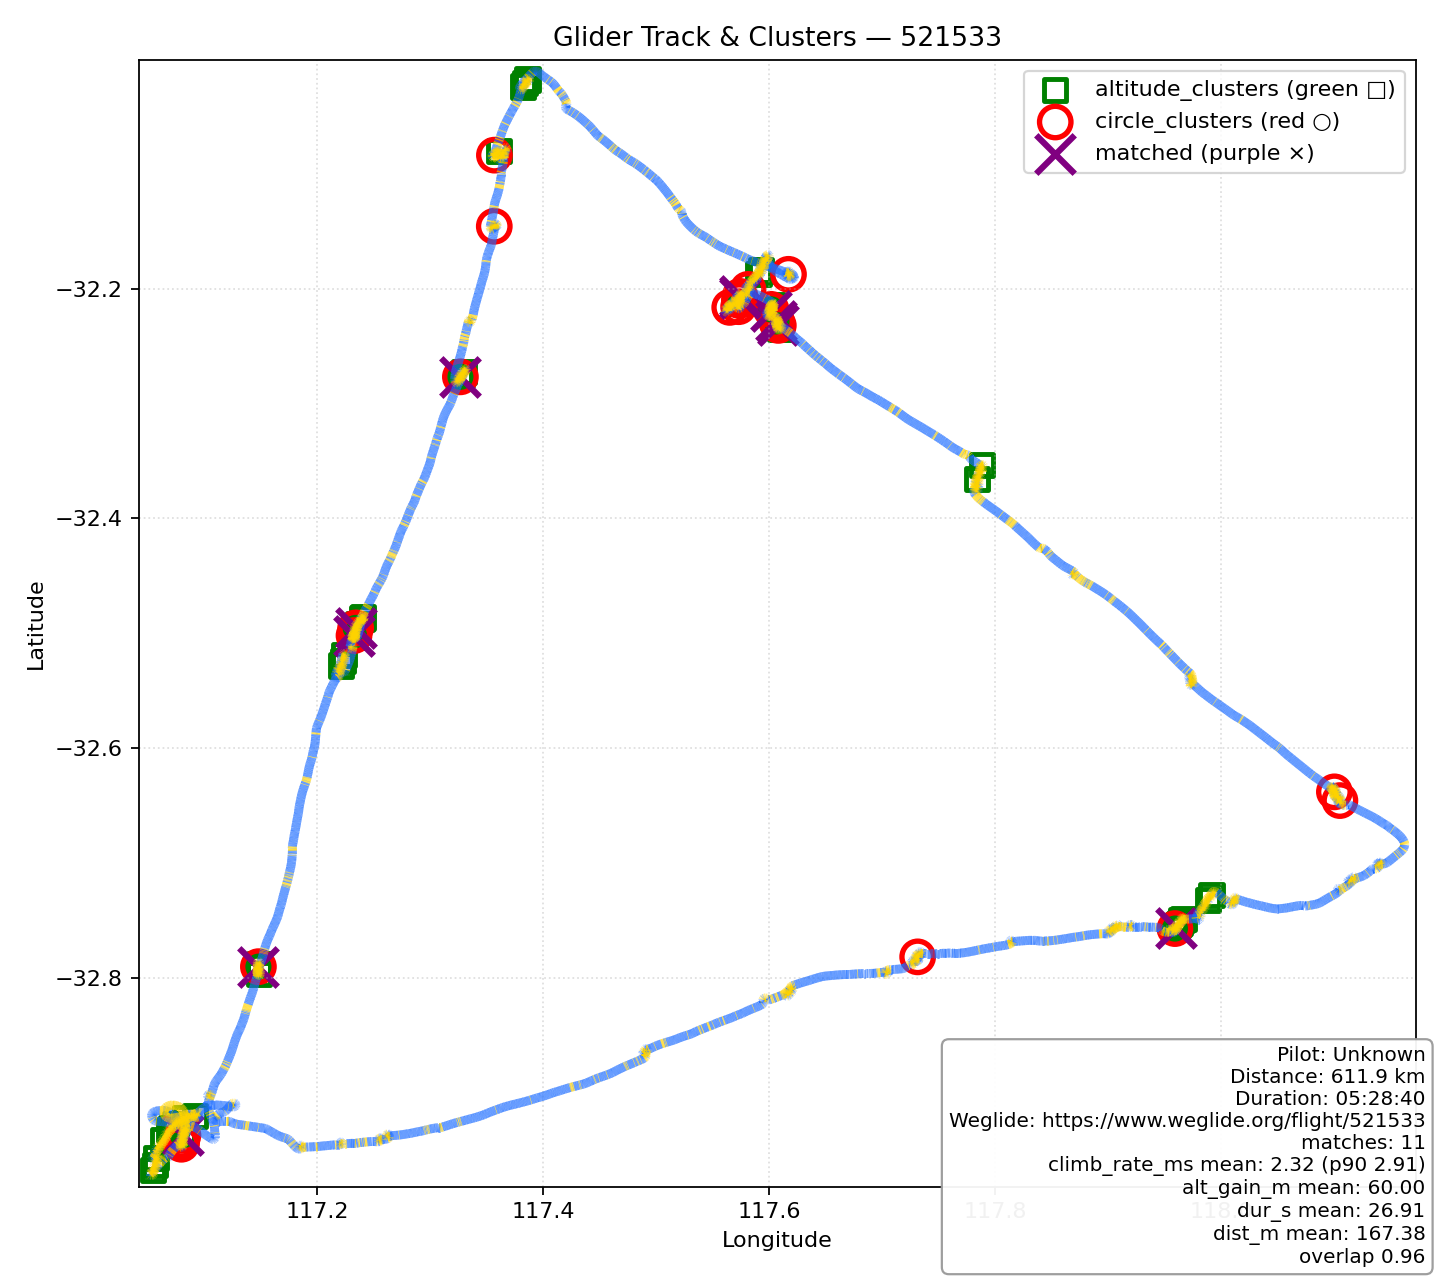 Glider Track & Clusters — 521533
altitude_clusters (green □)
circle_clusters (red ○)
matched (purple ×)
Latitude
−32.2
−32.4
−32.6
−32.8
117.2
117.4
117.6
117.8
118
Longitude
Pilot: Unknown
Distance: 611.9 km
Duration: 05:28:40
Weglide: https://www.weglide.org/flight/521533
matches: 11
climb_rate_ms mean: 2.32 (p90 2.91)
alt_gain_m mean: 60.00
dur_s mean: 26.91
dist_m mean: 167.38
overlap 0.96